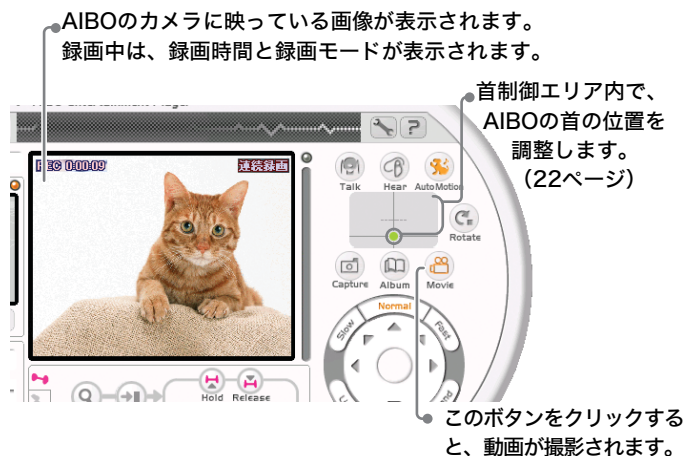 AIBOのカメラに映っている画像が表示されます。
録画中は、録画時間と録画モードが表示されます。
首制御エリア内で、
AIBOの首の位置を
調整します。
（22ページ）
REC 0:00:09
連続録画
?
Talk
Hear
Auto Motion
Rotate
Capture
Album
Movie
Normal
Slow
Fast
Hold
Release
このボタンをクリックする
と、動画が撮影されます。